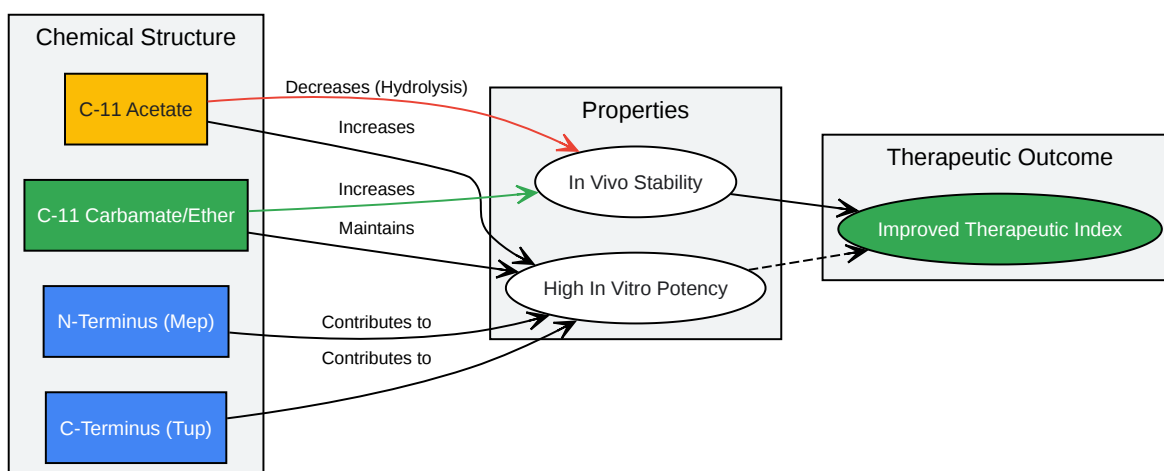 Chemical Structure
C-11 Acetate
C-11 Carbamate/Ether
N-Terminus (Mep)
C-Terminus (Tup)
Decreases (Hydrolysis)
Increases
Increases
Maintains
Contributes to
Contributes to
Properties
In Vivo Stability
High In Vitro Potency
Therapeutic Outcome
Improved Therapeutic Index